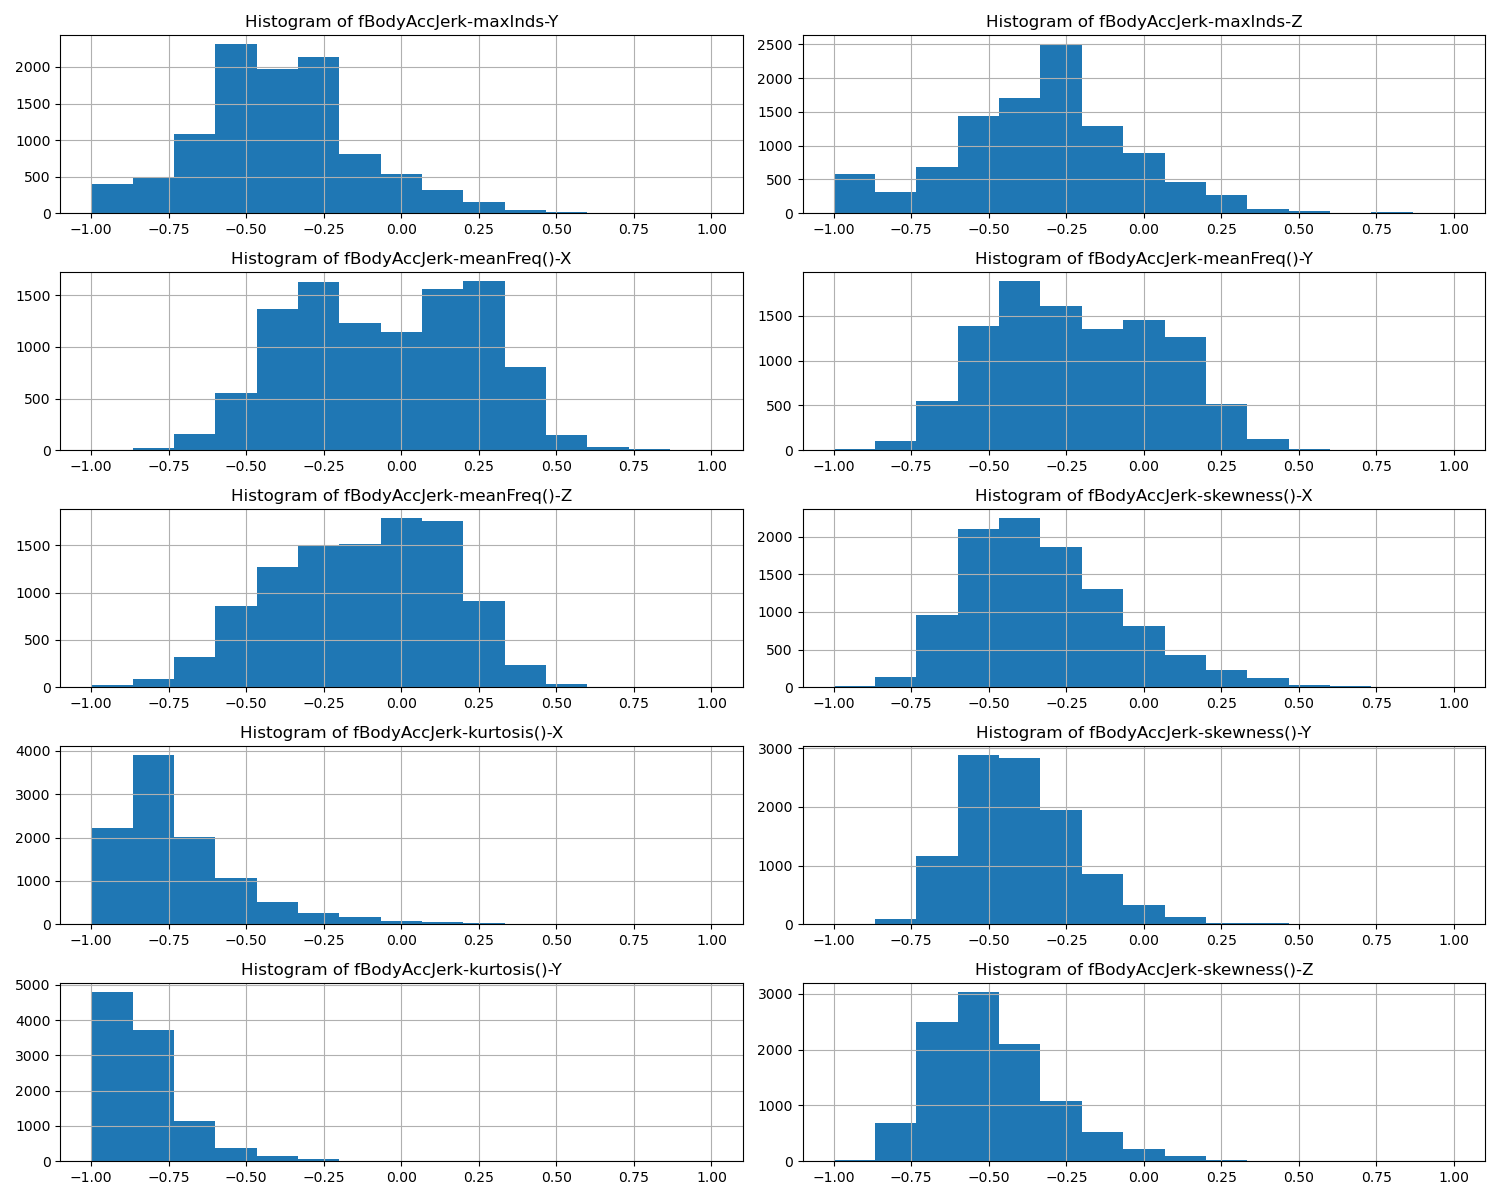 Histogram of fBodyAccJerk-maxInds-Y
2000
1500
1000
500
0
−1.00 −0.75 −0.50 −0.25 0.00 0.25 0.50 0.75 1.00
Histogram of fBodyAccJerk-maxInds-Z
2500
2000
1500
1000
500
0
−1.00 −0.75 −0.50 −0.25 0.00 0.25 0.50 0.75 1.00
Histogram of fBodyAccJerk-meanFreq()-X
1500
1000
500
0
−1.00 −0.75 −0.50 −0.25 0.00 0.25 0.50 0.75 1.00
Histogram of fBodyAccJerk-meanFreq()-Y
1500
1000
500
0
−1.00 −0.75 −0.50 −0.25 0.00 0.25 0.50 0.75 1.00
Histogram of fBodyAccJerk-meanFreq()-Z
1500
1000
500
0
−1.00 −0.75 −0.50 −0.25 0.00 0.25 0.50 0.75 1.00
Histogram of fBodyAccJerk-skewness()-X
2000
1500
1000
500
0
−1.00 −0.75 −0.50 −0.25 0.00 0.25 0.50 0.75 1.00
Histogram of fBodyAccJerk-kurtosis()-X
4000
3000
2000
1000
0
−1.00 −0.75 −0.50 −0.25 0.00 0.25 0.50 0.75 1.00
Histogram of fBodyAccJerk-skewness()-Y
3000
2000
1000
0
−1.00 −0.75 −0.50 −0.25 0.00 0.25 0.50 0.75 1.00
Histogram of fBodyAccJerk-kurtosis()-Y
5000
4000
3000
2000
1000
0
−1.00 −0.75 −0.50 −0.25 0.00 0.25 0.50 0.75 1.00
Histogram of fBodyAccJerk-skewness()-Z
3000
2000
1000
0
−1.00 −0.75 −0.50 −0.25 0.00 0.25 0.50 0.75 1.00